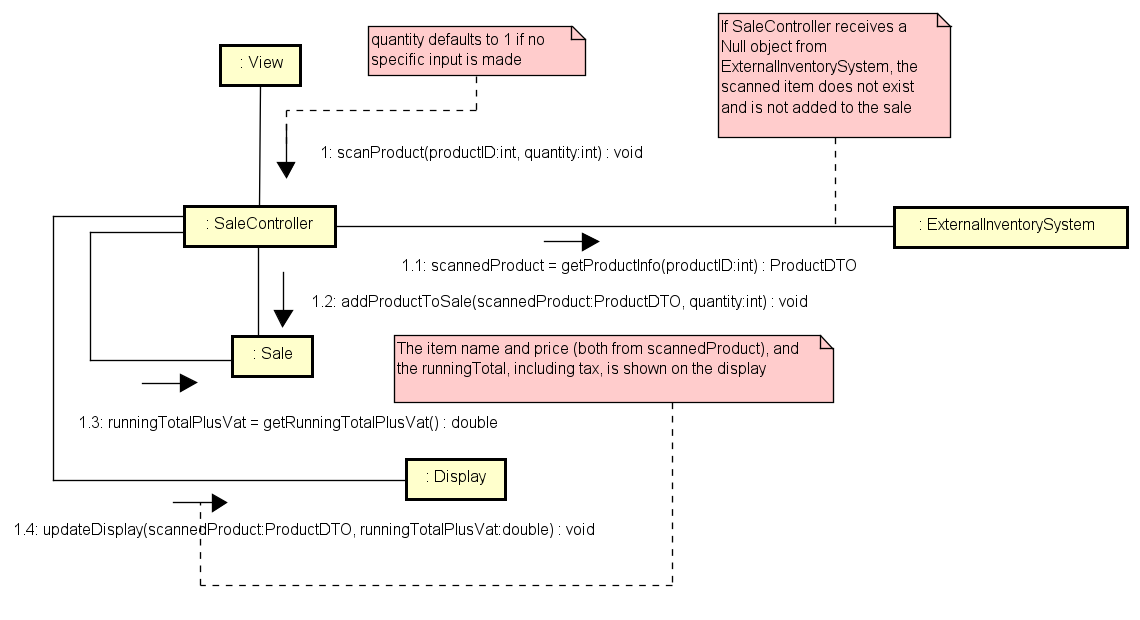 quantity defaults to 1 if no
specific input is made
If SaleController receives a
Null object from
ExternalInventorySystem, the
scanned item does not exist
and is not added to the sale
: View
1: scanProduct(productID:int, quantity:int) : void
: SaleController
: ExternalInventorySystem
1.1: scannedProduct = getProductInfo(productID:int) : ProductDTO
1.2: addProductToSale(scannedProduct:ProductDTO, quantity:int) : void
: Sale
The item name and price (both from scannedProduct), and
the runningTotal, including tax, is shown on the display
1.3: runningTotalPlusVat = getRunningTotalPlusVat() : double
: Display
1.4: updateDisplay(scannedProduct:ProductDTO, runningTotalPlusVat:double) : void